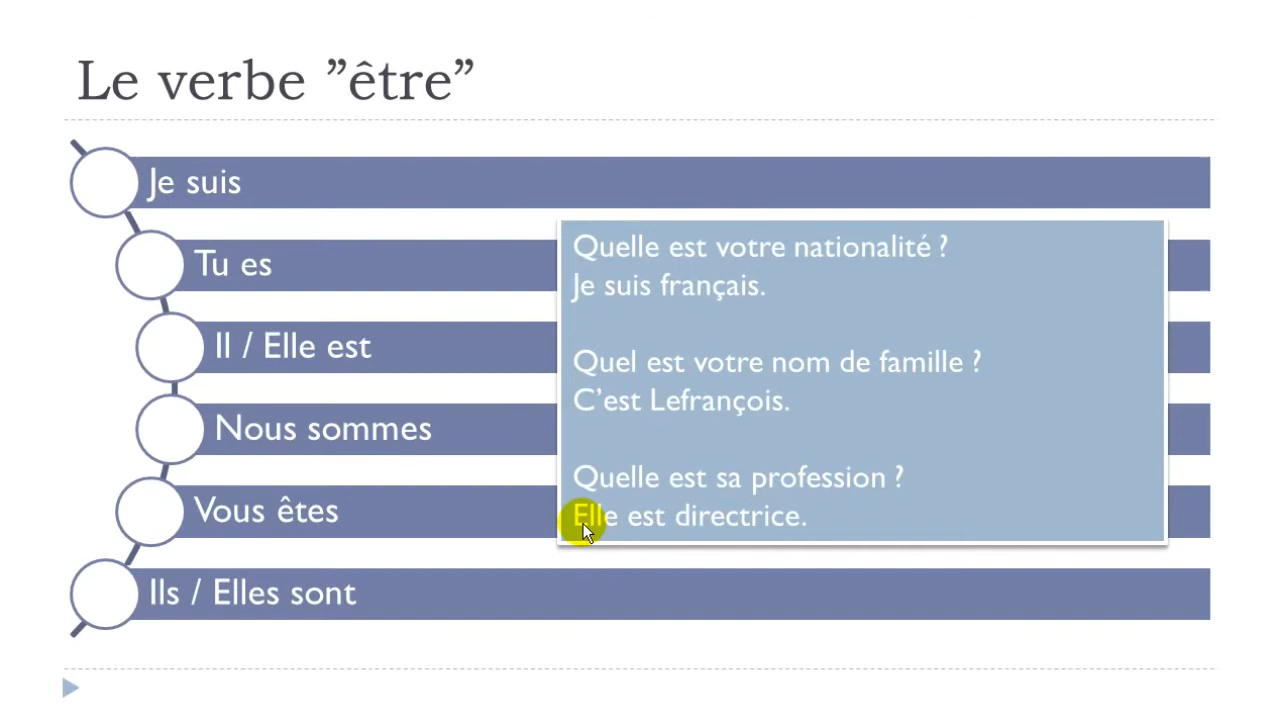 Le verbe ”être”
Je suis
Tu es
Il / Elle est
Nous sommes
Vous êtes
Ils / Elles sont
Quelle est votre nationalité ?
Je suis français.
Quel est votre nom de famille ?
C’est Lefrançois.
Quelle est sa profession ?
Elle est directrice.